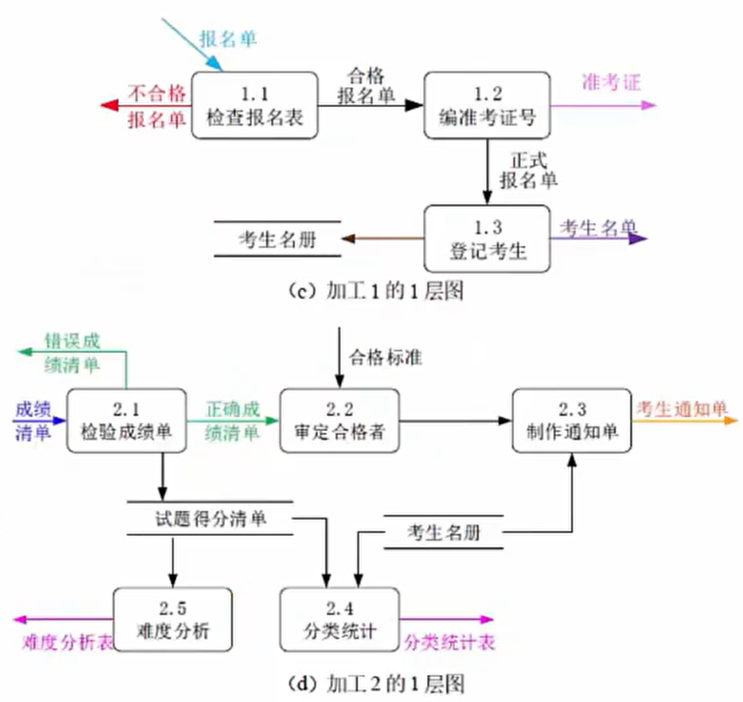 报名单
不合格
报名单
1.1
检查报名表
合格
报名单
1.2
编准考证号
准考证
正式
报名单
考生名册
1.3
登记考生
考生名单
（c）加工1的1层图
错误成
绩清单
合格标准
成绩
清单
2.1
检验成绩单
正确成
绩清单
2.2
审定合格者
2.3
制作通知单
考生通知单
试题得分清单
考生名册
2.5
难度分析
难度分析表
2.4
分类统计
分类统计表
（d）加工2的1层图